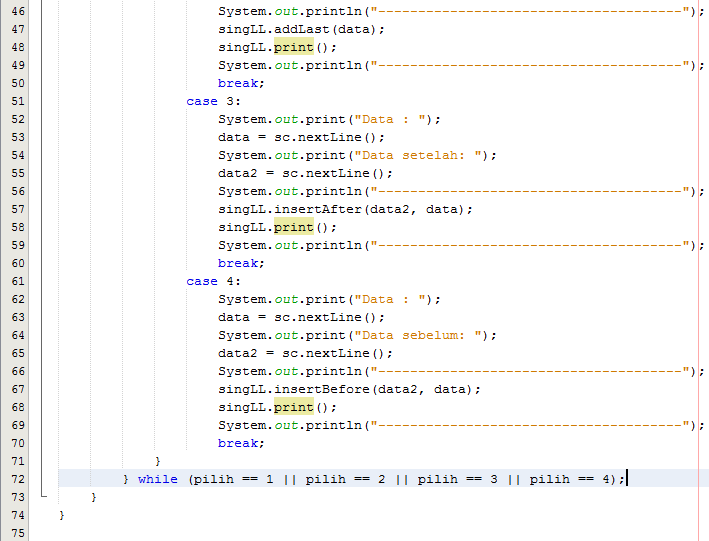 46 System.out.println("--------------------------------------");
47 singLL.addLast(data);
48 singLL.print();
49 System.out.println("--------------------------------------");
50 break;
51 case 3:
52 System.out.print("Data : ");
53 data = sc.nextLine();
54 System.out.print("Data setelah: ");
55 data2 = sc.nextLine();
56 System.out.println("--------------------------------------");
57 singLL.insertAfter(data2, data);
58 singLL.print();
59 System.out.println("--------------------------------------");
60 break;
61 case 4:
62 System.out.print("Data : ");
63 data = sc.nextLine();
64 System.out.print("Data sebelum: ");
65 data2 = sc.nextLine();
66 System.out.println("--------------------------------------");
67 singLL.insertBefore(data2, data);
68 singLL.print();
69 System.out.println("--------------------------------------");
70 break;
71 }
72 } while (pilih == 1 || pilih == 2 || pilih == 3 || pilih == 4);
73 }
74 }
75